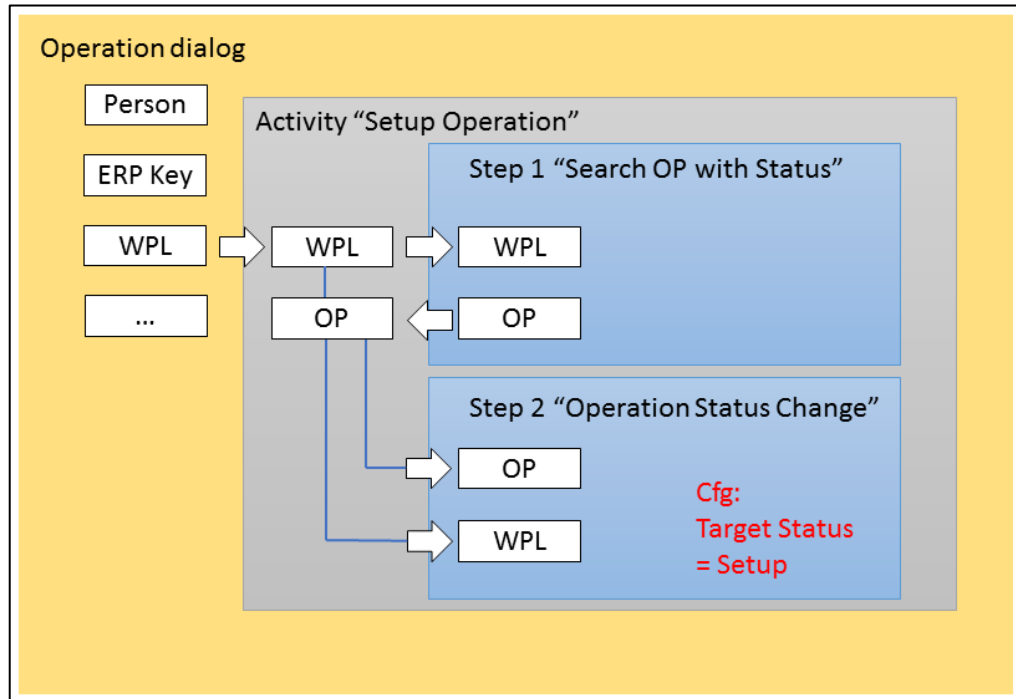 Operation dialog
Person
ERP Key
WPL
...
Activity “Setup Operation”
WPL
OP
Step 1 “Search OP with Status”
WPL
OP
Step 2 “Operation Status Change”
OP
WPL
Cfg:
Target Status
= Setup